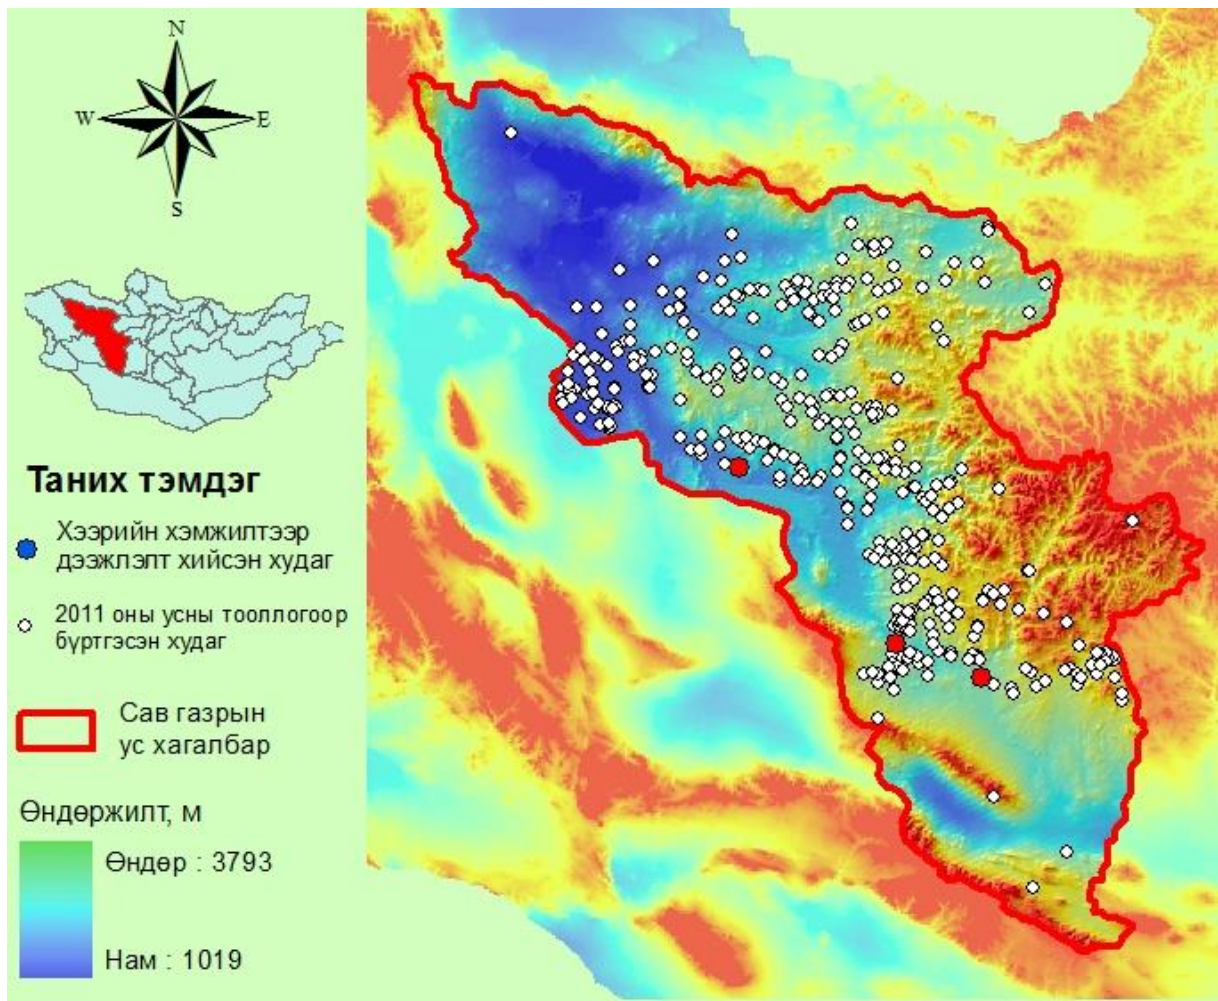 N
W
E
S
Таних тэмдэг
Хээрийн хэмжиптээр
дээжлэпт хийсэн худаг
2011 оны усны тооллогоор
бүртгэсэн худаг
Сав газрын
ус хагалбар
Өндөржилт, м
Өндөр : 3793
Нам : 1019